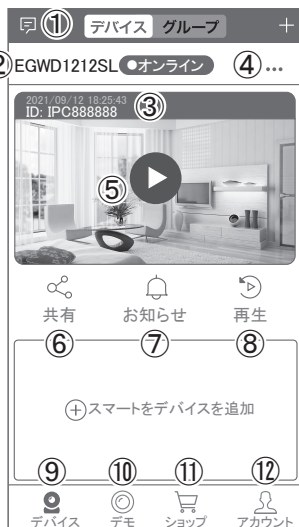 ① デバイス グループ +
② EGWD1212SL ●オンライン ④ …
2021/09/12 18:25:43
ID: IPC888888 ③
⑤
共有 お知らせ 再生
⑥ ⑦ ⑧
+スマートをデバイスを追加
⑨ ⑩ ⑪ ⑫
デバイス デモ ショップ アカウント